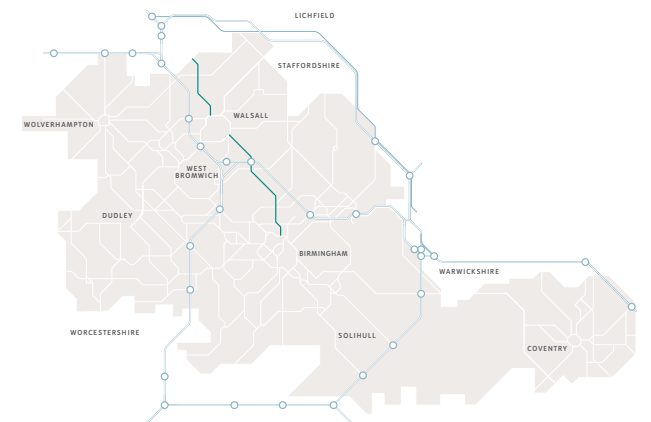 LICHFIELD
STAFFORDSHIRE
WALSALL
WOLVERHAMPTON
WEST
BROMWICH
DUDLEY
BIRMINGHAM
WARWICKSHIRE
WORCESTERSHIRE
SOLIHULL
COVENTRY